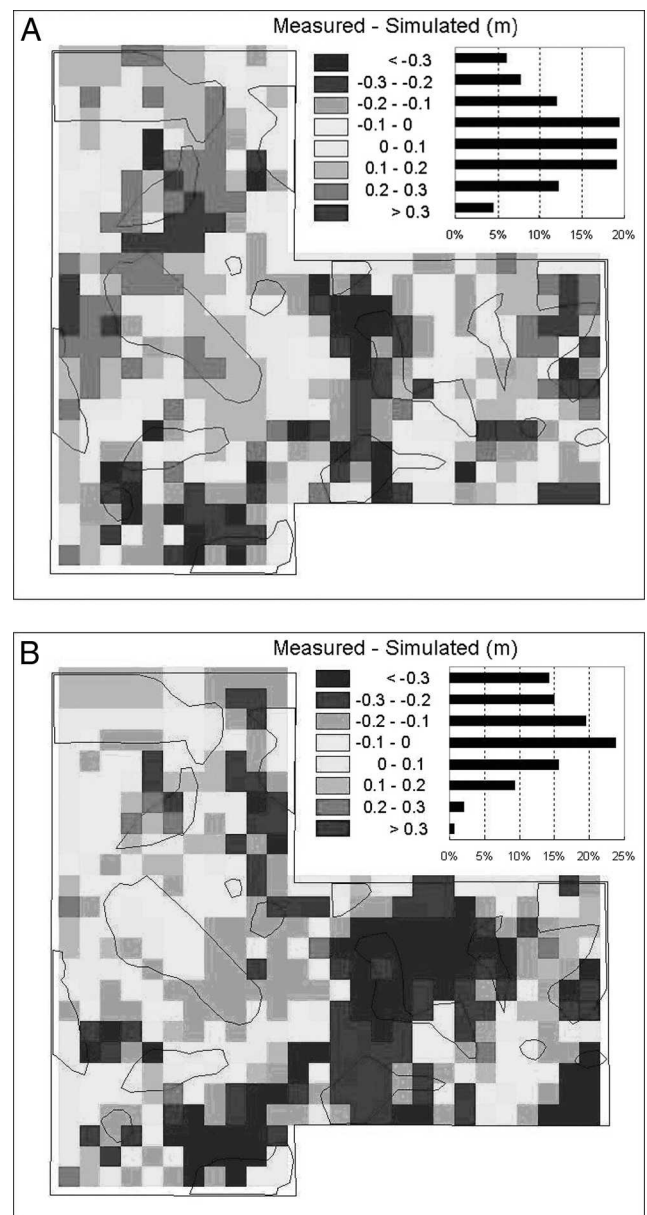 A
Measured - Simulated (m)
< -0.3
-0.3 - -0.2
-0.2 - -0.1
-0.1 - 0
0 - 0.1
0.1 - 0.2
0.2 - 0.3
> 0.3
0% 5% 10% 15% 20%
B
Measured - Simulated (m)
< -0.3
-0.3 - -0.2
-0.2 - -0.1
-0.1 - 0
0 - 0.1
0.1 - 0.2
0.2 - 0.3
> 0.3
0% 5% 10% 15% 20% 25%